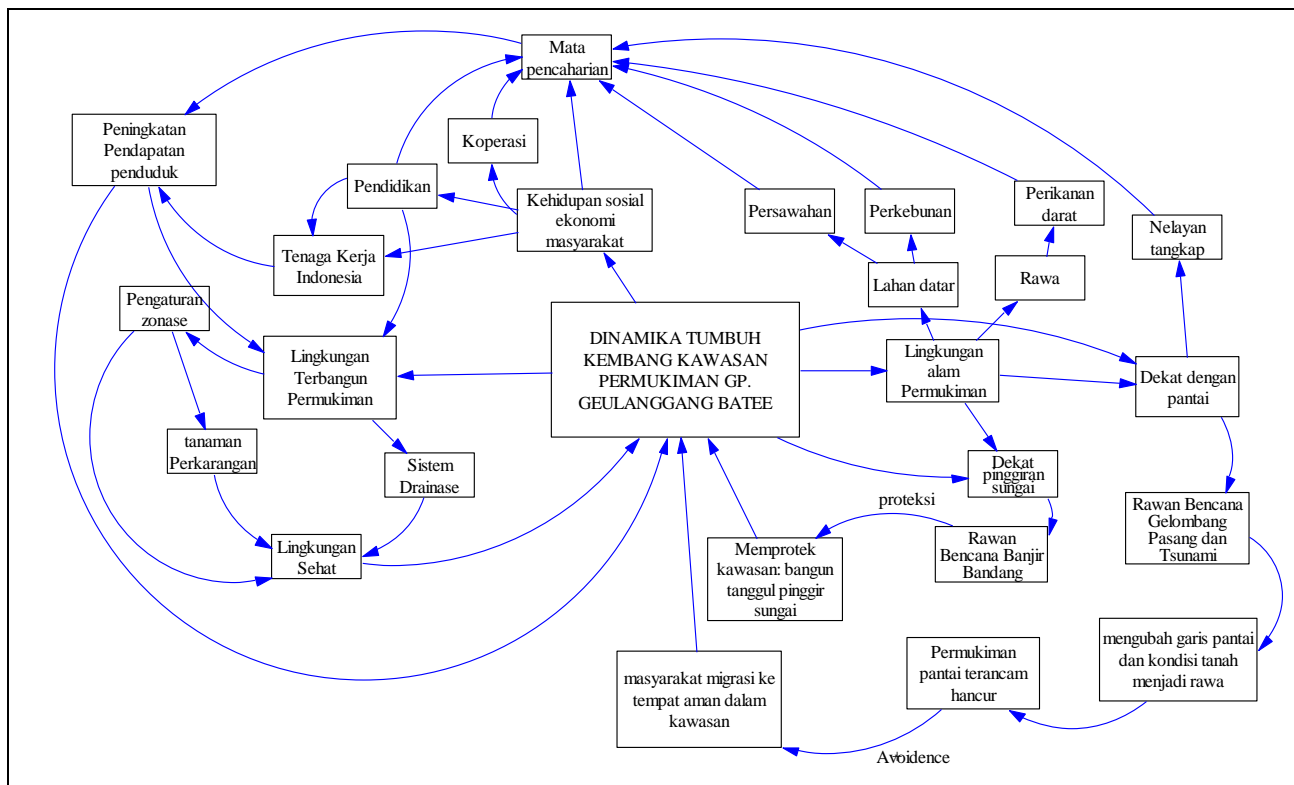 Mata
pencaharian
Peningkatan
Pendapatan
penduduk
Koperasi
Pendidikan
Kehidupan sosial
ekonomi
masyarakat
Persawahan
Perkebunan
Perikanan
darat
Nelayan
tangkap
Tenaga Kerja
Indonesia
Lahan datar
Rawa
Pengaturan
zonase
Lingkungan
Terbangun
Permukiman
DINAMIKA TUMBUH
KEMBANG KAWASAN
PERMUKIMAN GP.
GEULANGGANG BATEE
Lingkungan
alam
Permukiman
Dekat dengan
pantai
tanaman
Perkarangan
Sistem
Drainase
Dekat
pinggiran
sungai
proteksi
Rawan Bencana
Gelombang
Pasang dan
Tsunami
Lingkungan
Sehat
Memprotek
kawasan: bangun
tanggul pinggir
sungai
Rawan
Bencana Banjir
Bandang
masyarakat migrasi ke
tempat aman dalam
kawasan
Permukiman
pantai terancam
hancur
mengubah garis pantai
dan kondisi tanah
menjadi rawa
Avoidence